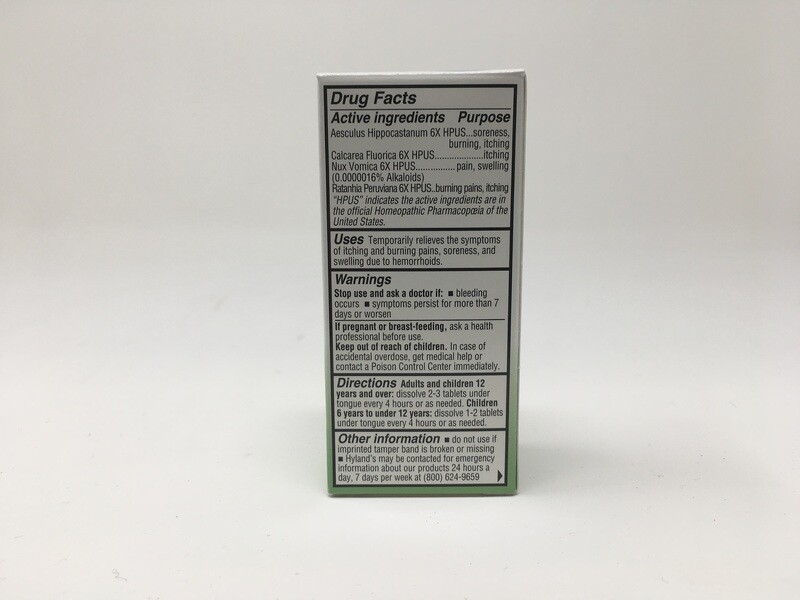 Drug Facts
Active ingredients Purpose
Aesculus Hippocastanum 6X HPUS...soreness,
burning, itching
Calcarea Fluorica 6X HPUS....................itching
Nux Vomica 6X HPUS................pain, swelling
(0.0000016% Alkaloids)
Ratanhia Peruviana 6X HPUS..burning pains, itching
"HPUS" indicates the active ingredients are in
the official Homeopathic Pharmacopœia of the
United States.
Uses Temporarily relieves the symptoms
of itching and burning pains, soreness, and
swelling due to hemorrhoids.
Warnings
Stop use and ask a doctor if: ■ bleeding
occurs ■ symptoms persist for more than 7
days or worsen
If pregnant or breast-feeding, ask a health
professional before use.
Keep out of reach of children. In case of
accidental overdose, get medical help or
contact a Poison Control Center immediately.
Directions Adults and children 12
years and over: dissolve 2-3 tablets under
tongue every 4 hours or as needed. Children
6 years to under 12 years: dissolve 1-2 tablets
under tongue every 4 hours or as needed.
Other information ■ do not use if
imprinted tamper band is broken or missing
■ Hyland's may be contacted for emergency
information about our products 24 hours a
day, 7 days per week at (800) 624-9659